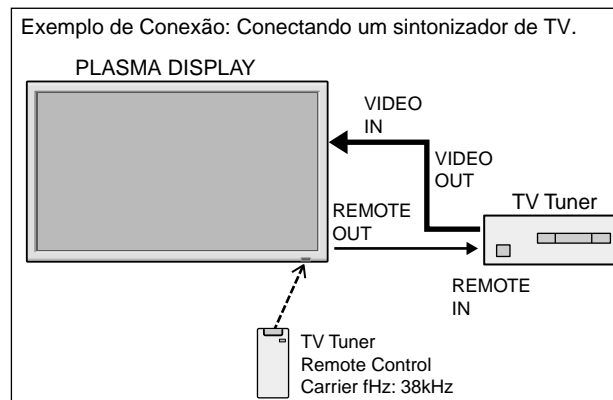 Exemplo de Conexão: Conectando um sintonizador de TV.
PLASMA DISPLAY
VIDEO
IN
VIDEO
OUT
TV Tuner
REMOTE
OUT
REMOTE
IN
TV Tuner
Remote Control
Carrier fHz: 38kHz